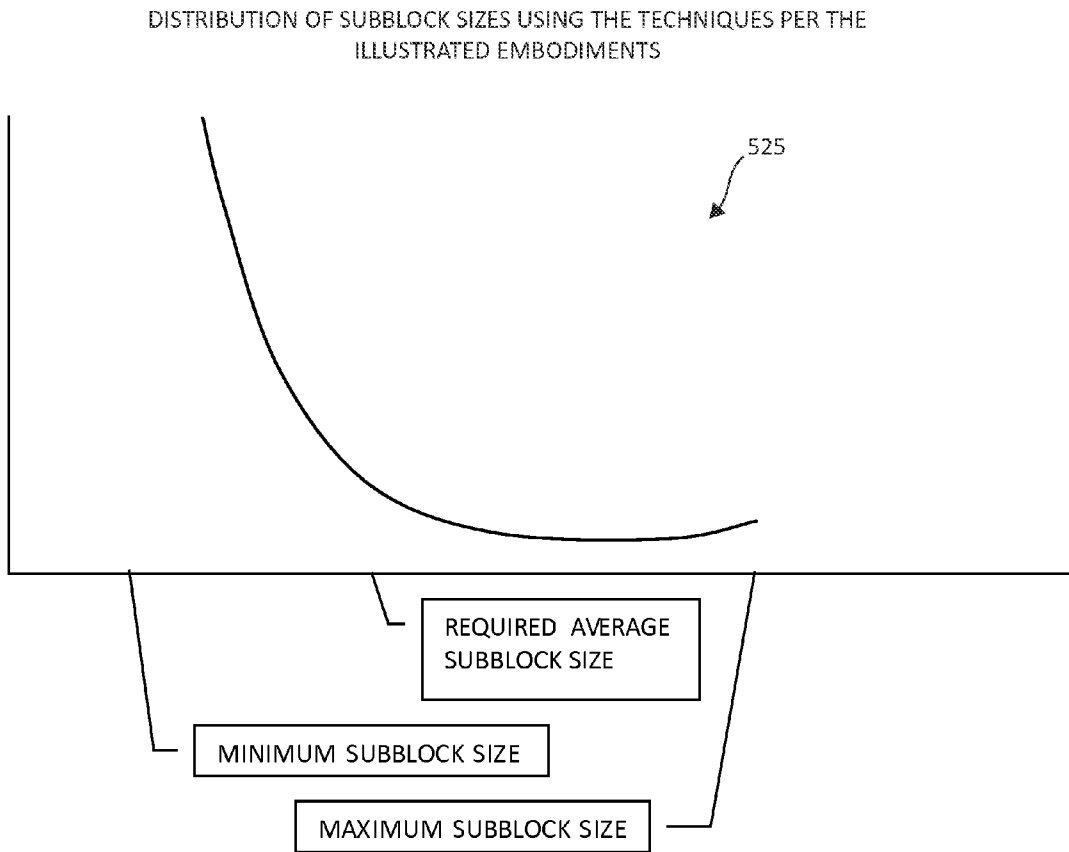 DISTRIBUTION OF SUBBLOCK SIZES USING THE TECHNIQUES PER THE
ILLUSTRATED EMBODIMENTS
525
REQUIRED AVERAGE
SUBBLOCK SIZE
MINIMUM SUBBLOCK SIZE
MAXIMUM SUBBLOCK SIZE